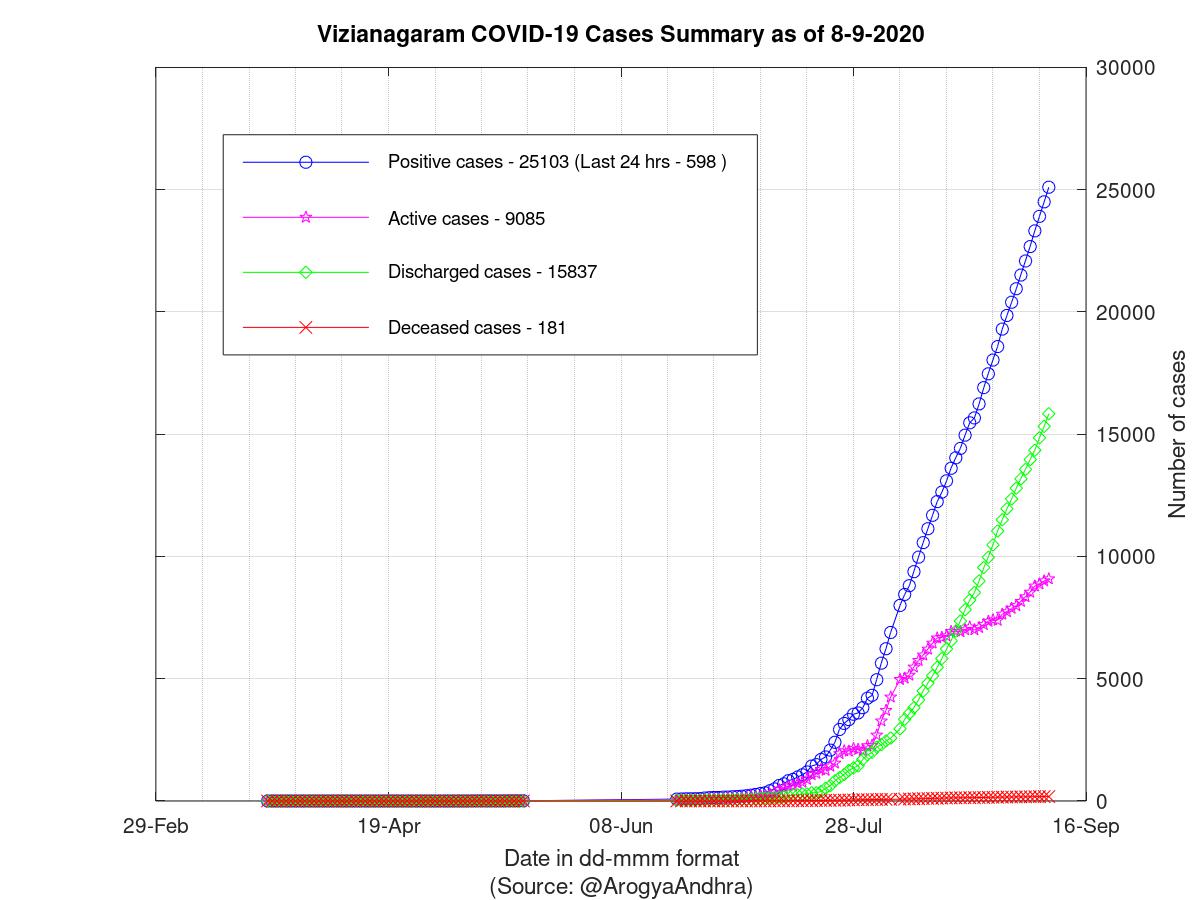 Vizianagaram COVID-19 Cases Summary as of 8-9-2020
30000
Positive cases - 25103 (Last 24 hrs - 598 )
25000
Active cases - 9085
Discharged cases - 15837
20000
Deceased cases - 181
15000
Number of cases
10000
5000
0
29-Feb 19-Apr 08-Jun 28-Jul 16-Sep
Date in dd-mmm format
(Source: @ArogyaAndhra)